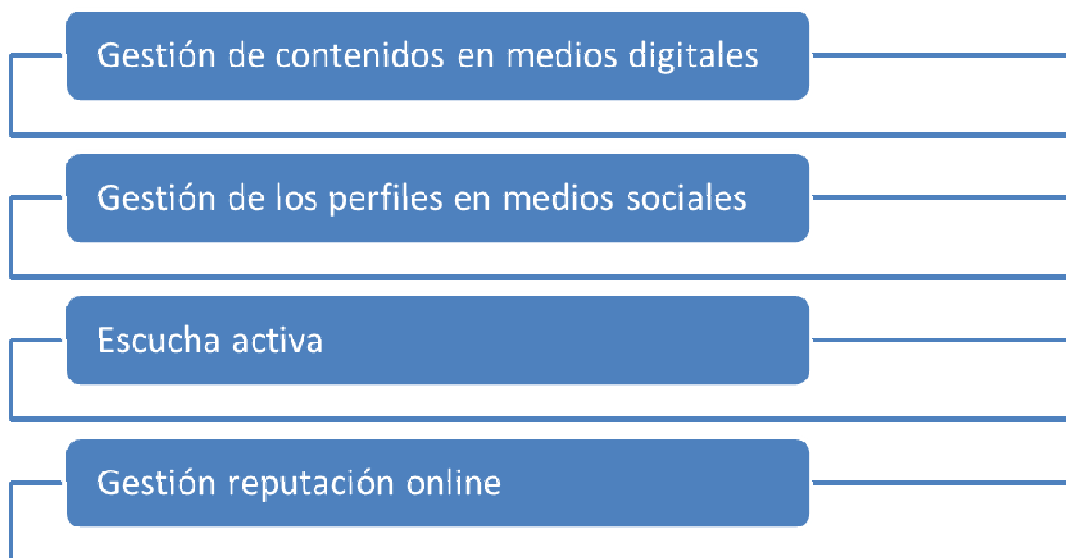 Gestión de contenidos en medios digitales
Gestión de los perfiles en medios sociales
Escucha activa
Gestión reputación online